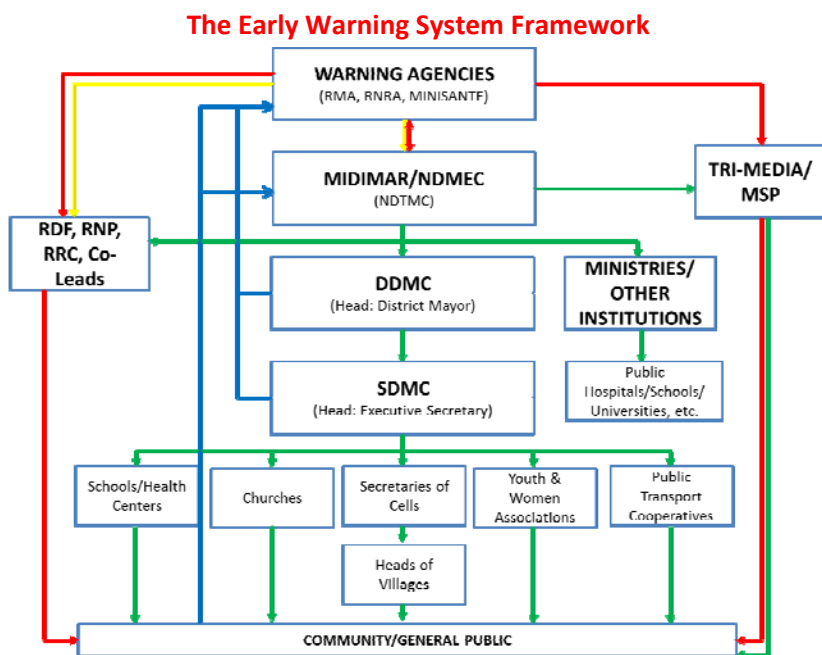 The Early Warning System Framework
WARNING AGENCIES
(RMA, RNRA, MINISANTE)
MIDIMAR/NDMEC
(NDTMC)
TRI-MEDIA/
MSP
RDF, RNP,
RRC, Co-
Leads
DDMC
(Head: District Mayor)
MINISTRIES/
OTHER
INSTITUTIONS
SDMC
(Head: Executive Secretary)
Public
Hospitals/Schools/
Universities, etc.
Schools/Health
Centers
Churches
Secretaries of
Cells
Youth &
Women
Associations
Public
Transport
Cooperatives
Heads of
Villages
COMMUNITY/GENERAL PUBLIC